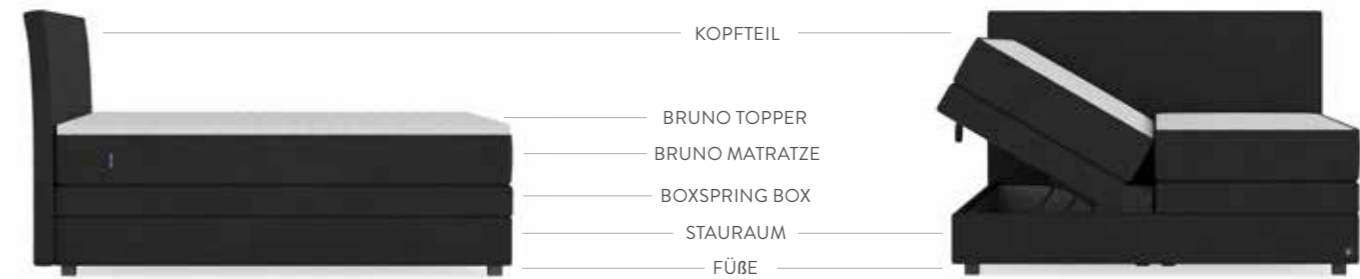 KOPFTEIL
BRUNO TOPPER
BRUNO MATRATZE
BOXSPRING BOX
STAURAUM
FÜẞE